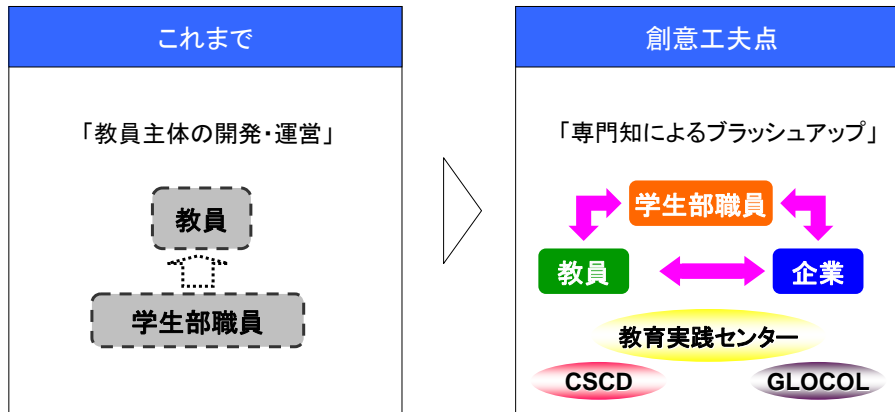 これまで
「教員主体の開発・運営」
教員
学生部職員
創意工夫点
「専門知によるブラッシュアップ」
学生部職員
教員
企業
教育実践センター
CSCD
GLOCOL